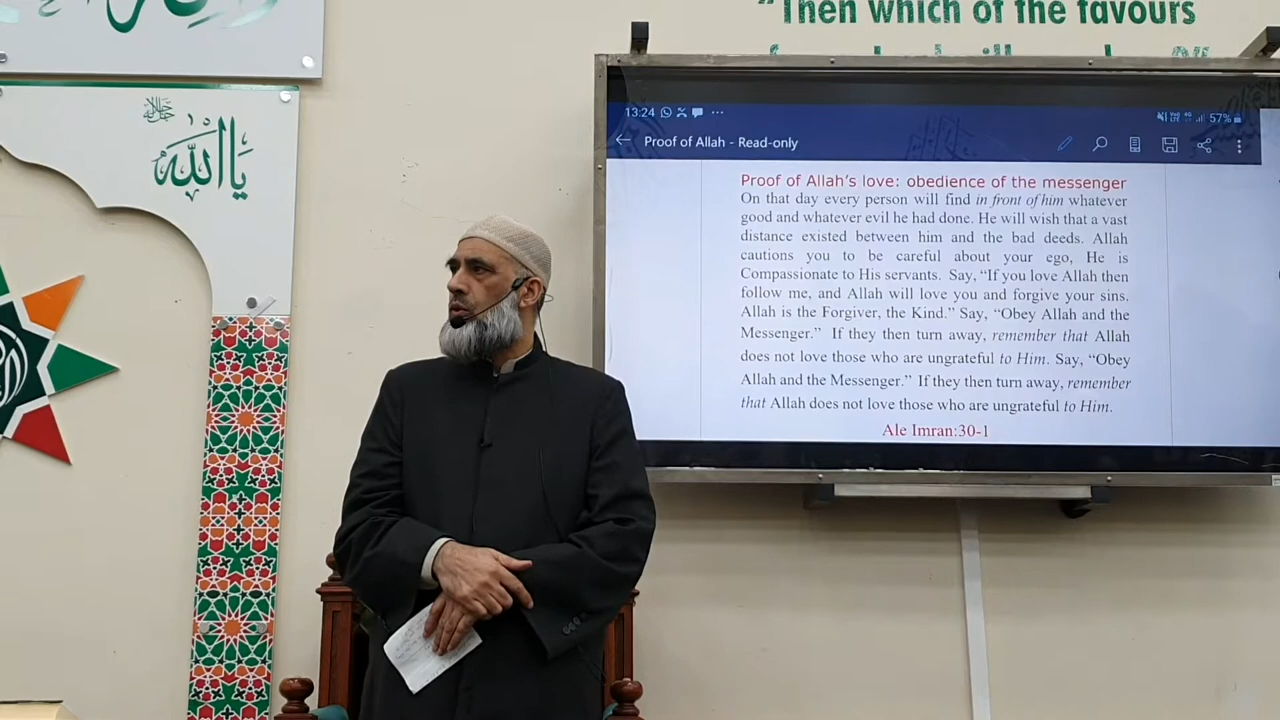 “Then which of the favours
جل جلاله
يا الله
13:24
57%
Proof of Allah - Read-only
Proof of Allah’s love: obedience of the messenger
On that day every person will find in front of him whatever
good and whatever evil he had done. He will wish that a vast
distance existed between him and the bad deeds. Allah
cautions you to be careful about your ego, He is
Compassionate to His servants. Say, “If you love Allah then
follow me, and Allah will love you and forgive your sins.
Allah is the Forgiver, the Kind.” Say, “Obey Allah and the
Messenger.” If they then turn away, remember that Allah
does not love those who are ungrateful to Him. Say, “Obey
Allah and the Messenger.” If they then turn away, remember
that Allah does not love those who are ungrateful to Him.
Ale Imran:30-1